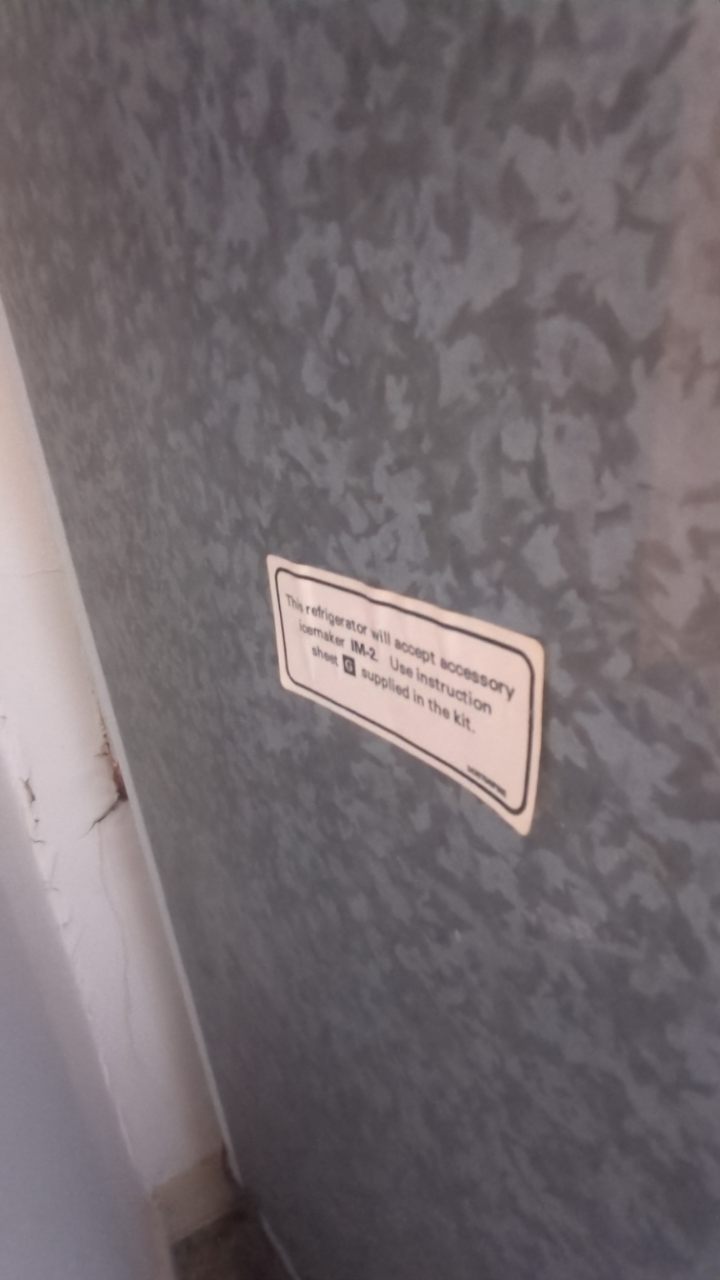 This refrigerator will accept accessory
icemaker IM-2. Use instruction
sheet G supplied in the kit.